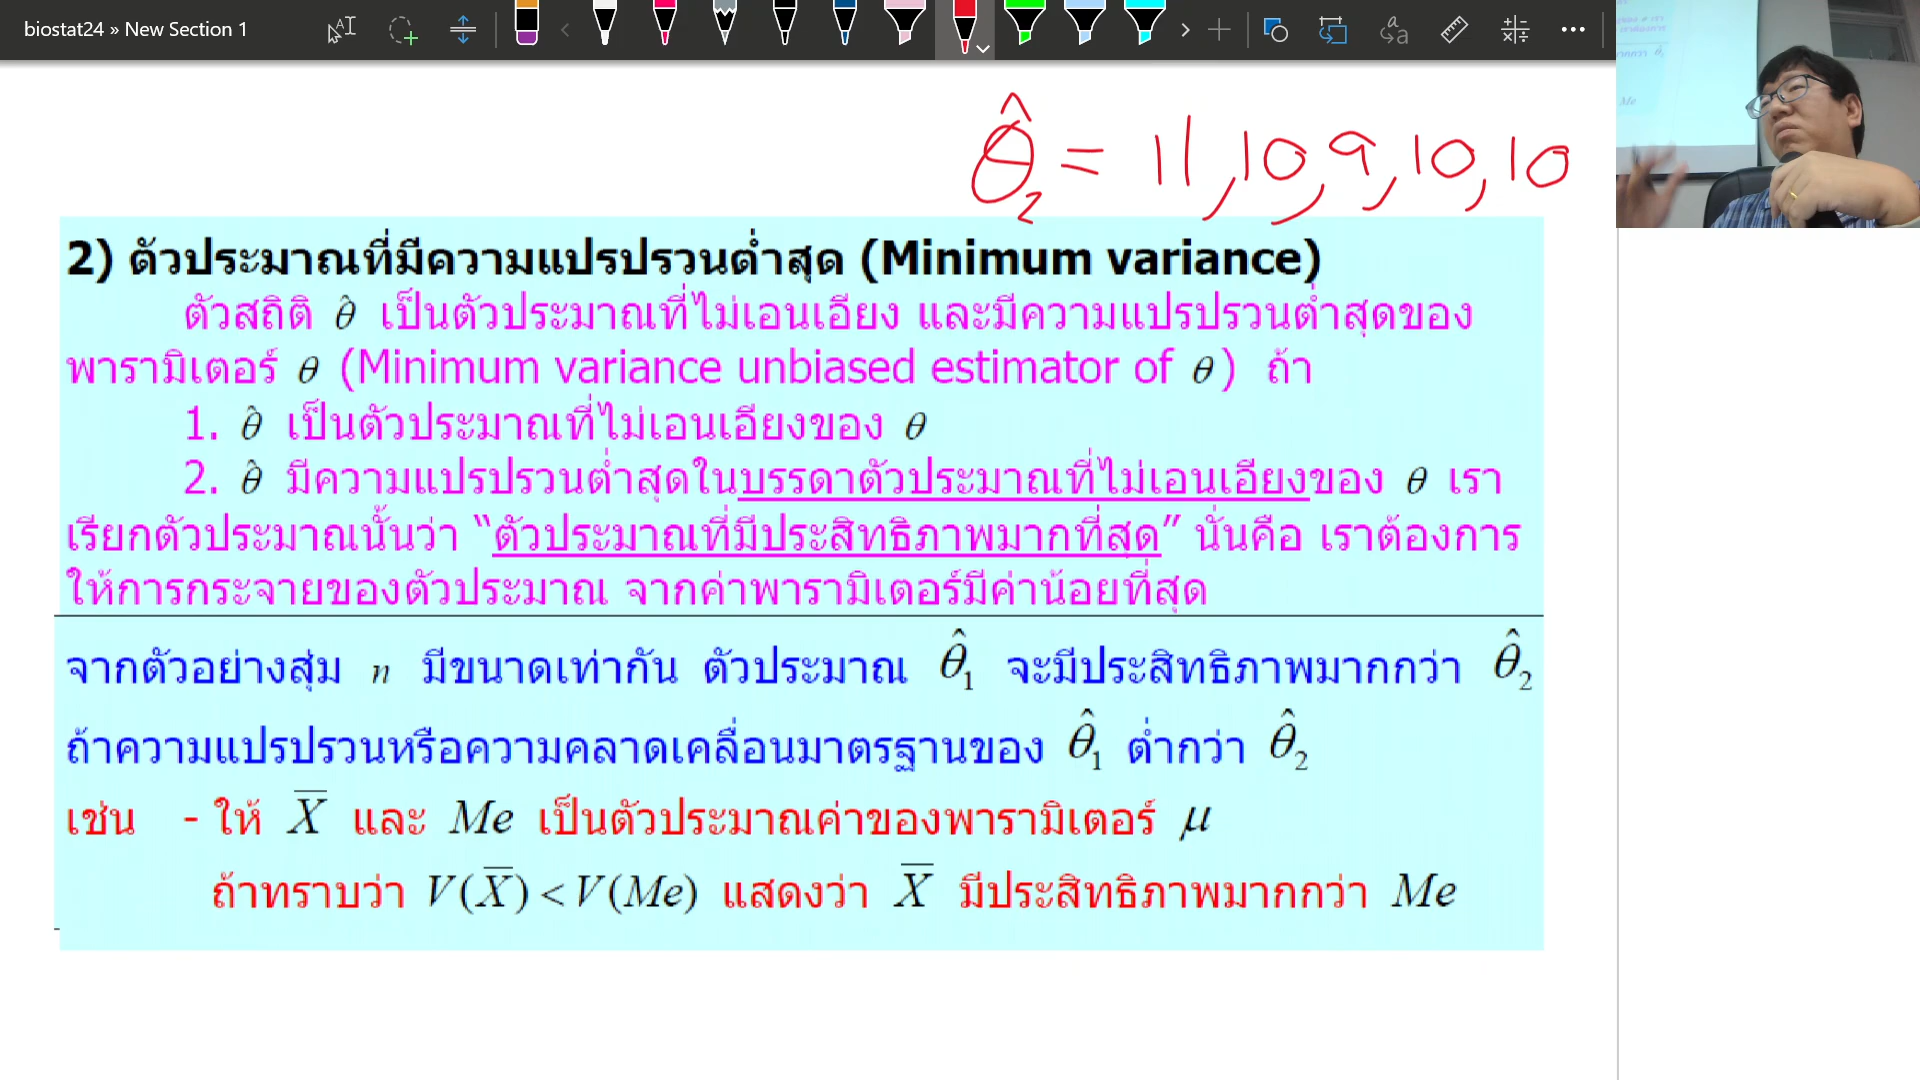 biostat24 » New Section 1
θ̂₂ = 11, 10, 9, 10, 10
2) ตัวประมาณที่มีความแปรปรวนต่ำสุด (Minimum variance)
ตัวสถิติ θ̂ เป็นตัวประมาณที่ไม่เอนเอียง และมีความแปรปรวนต่ำสุดของ
พารามิเตอร์ θ (Minimum variance unbiased estimator of θ) ถ้า
1. θ̂ เป็นตัวประมาณที่ไม่เอนเอียงของ θ
2. θ̂ มีความแปรปรวนต่ำสุดในบรรดาตัวประมาณที่ไม่เอนเอียงของ θ เรา
เรียกตัวประมาณนั้นว่า “ตัวประมาณที่มีประสิทธิภาพมากที่สุด” นั่นคือ เราต้องการ
ให้การกระจายของตัวประมาณ จากค่าพารามิเตอร์มีค่าน้อยที่สุด
จากตัวอย่างสุ่ม n มีขนาดเท่ากัน ตัวประมาณ θ̂₁ จะมีประสิทธิภาพมากกว่า θ̂₂
ถ้าความแปรปรวนหรือความคลาดเคลื่อนมาตรฐานของ θ̂₁ ต่ำกว่า θ̂₂
เช่น - ให้ X̅ และ Me เป็นตัวประมาณค่าของพารามิเตอร์ μ
ถ้าทราบว่า V(X̅) < V(Me) แสดงว่า X̅ มีประสิทธิภาพมากกว่า Me